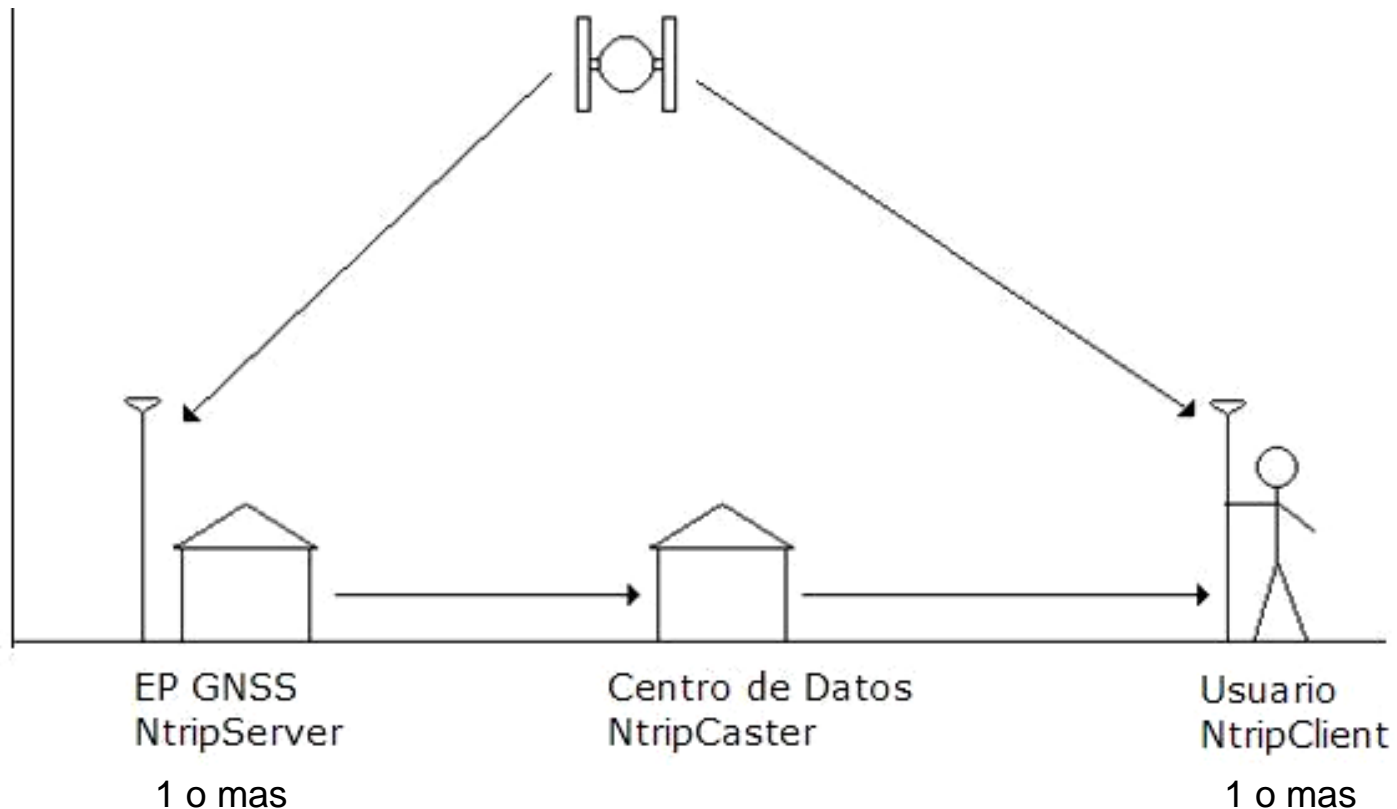 EP GNSS
NtripServer
1 o mas
Centro de Datos
NtripCaster
Usuario
NtripClient
1 o mas